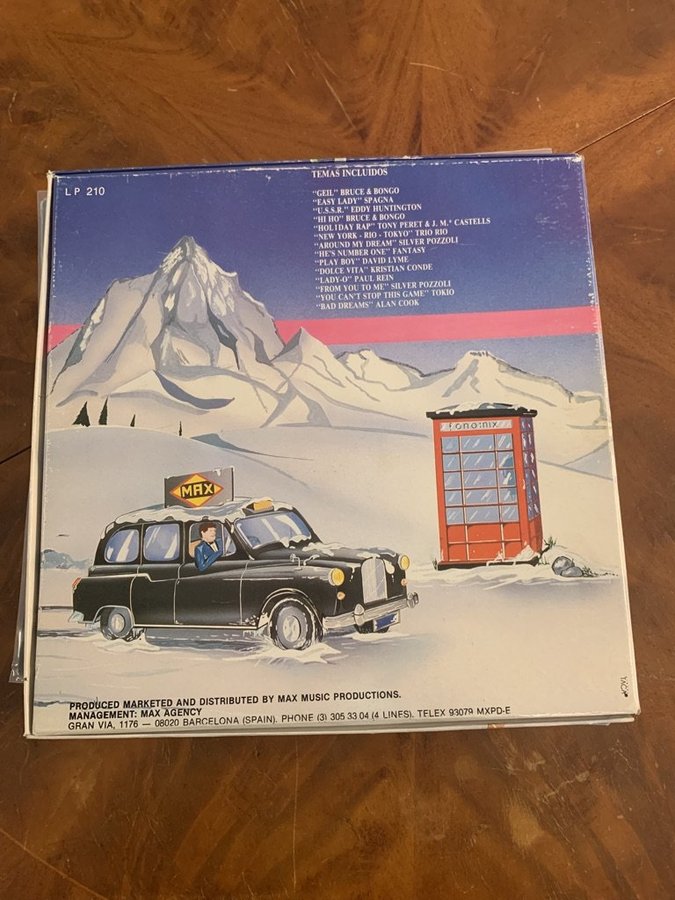 LP 210
TEMAS INCLUIDOS
"GEIL" BRUCE & BONGO
"EASY LADY" SPAGNA
"U.S.S.R." EDDY HUNTINGTON
"HI HO" BRUCE & BONGO
"HOLIDAY RAP" TONY PERET & J. M.ª CASTELLS
"NEW YORK - RIO - TOKYO" TRIO RIO
"AROUND MY DREAM" SILVER POZZOLI
"HE'S NUMBER ONE" FANTASY
"PLAY BOY" DAVID LYME
"DOLCE VITA" KRISTIAN CONDE
"LADY-O" PAUL REIN
"FROM YOU TO ME" SILVER POZZOLI
"YOU CAN'T STOP THIS GAME" TOKIO
"BAD DREAMS" ALAN COOK
MAX
PRODUCED MARKETED AND DISTRIBUTED BY MAX MUSIC PRODUCTIONS.
MANAGEMENT: MAX AGENCY
GRAN VIA, 1176 — 08020 BARCELONA (SPAIN). PHONE (3) 305 33 04 (4 LINES). TELEX 93079 MXPD-E